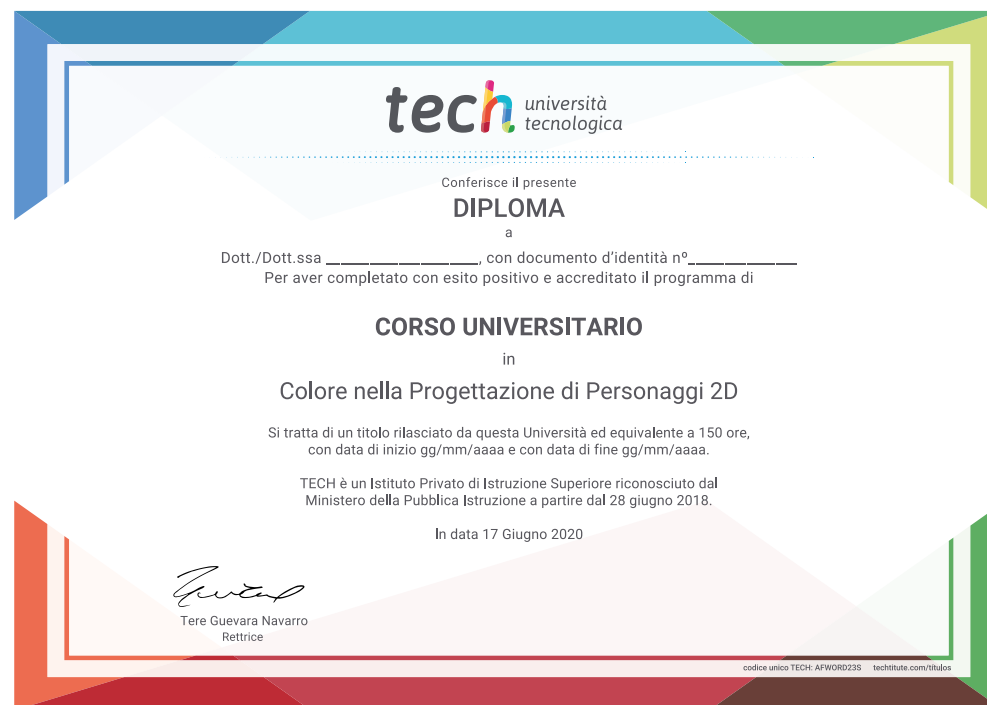 tech università
tecnologica
Conferisce il presente
DIPLOMA
a
Dott./Dott.ssa ____________________, con documento d'identità nº______________
Per aver completato con esito positivo e accreditato il programma di
CORSO UNIVERSITARIO
in
Colore nella Progettazione di Personaggi 2D
Si tratta di un titolo rilasciato da questa Università ed equivalente a 150 ore,
con data di inizio gg/mm/aaaa e con data di fine gg/mm/aaaa.
TECH è un Istituto Privato di Istruzione Superiore riconosciuto dal
Ministero della Pubblica Istruzione a partire dal 28 giugno 2018.
In data 17 Giugno 2020
Tere Guevara Navarro
Rettrice
codice unico TECH: AFWORD23S techtitute.com/titulos